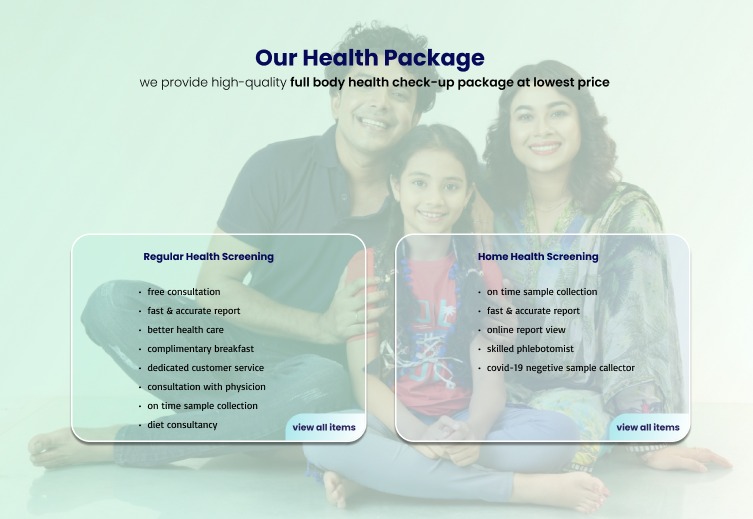 Our Health Package
we provide high-quality full body health check-up package at lowest price
Regular Health Screening
• free consultation
• fast & accurate report
• better health care
• complimentary breakfast
• dedicated customer service
• consultation with physicion
• on time sample collection
• diet consultancy
view all items
Home Health Screening
• on time sample collection
• fast & accurate report
• online report view
• skilled phlebotomist
• covid-19 negetive sample callector
view all items